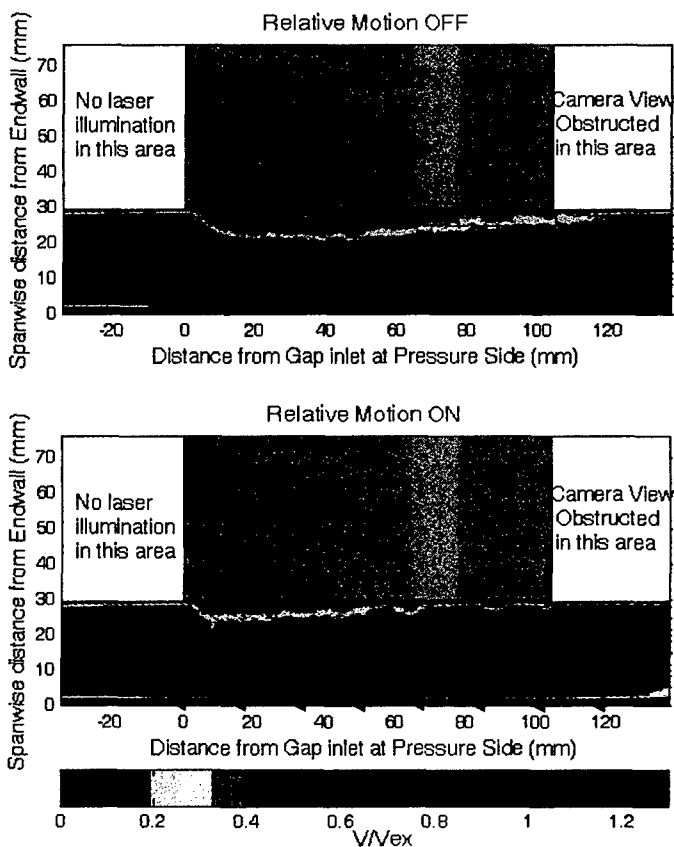 Relative Motion OFF
Spanwise distance from Endwall (mm)
70
60
50
40
30
20
10
0
No laser
illumination
in this area
Camera View
Obstructed
in this area
-20 0 20 40 60 80 100 120
Distance from Gap inlet at Pressure Side (mm)
Relative Motion ON
Spanwise distance from Endwall (mm)
70
60
50
40
30
20
10
0
No laser
illumination
in this area
Camera View
Obstructed
in this area
-20 0 20 40 60 80 100 120
Distance from Gap inlet at Pressure Side (mm)
0 0.2 0.4 0.6 0.8 1 1.2
V/Vex